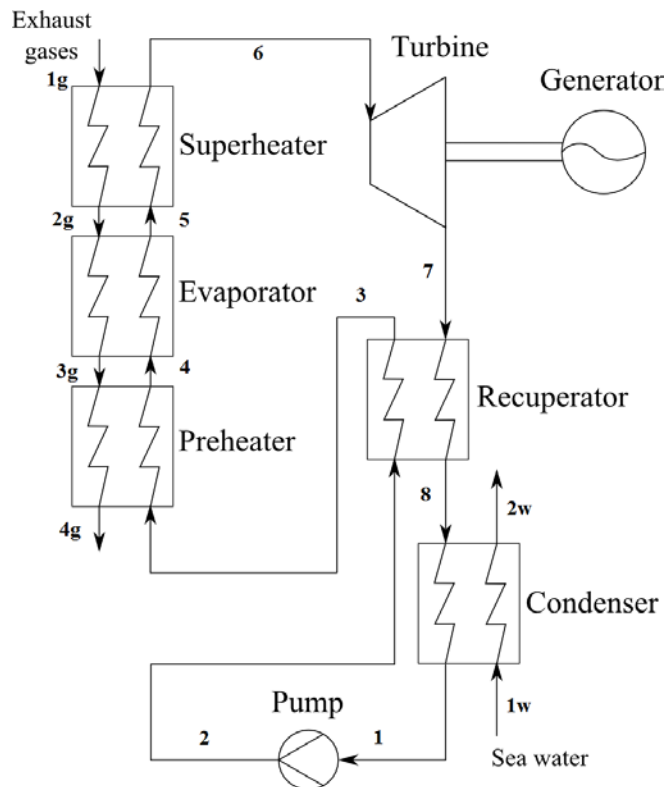 Exhaust
gases
6
Turbine
1g
Generator
Superheater
2g
5
7
3
Evaporator
3g
4
Recuperator
Preheater
8
2w
4g
Condenser
Pump
1w
2
1
Sea water